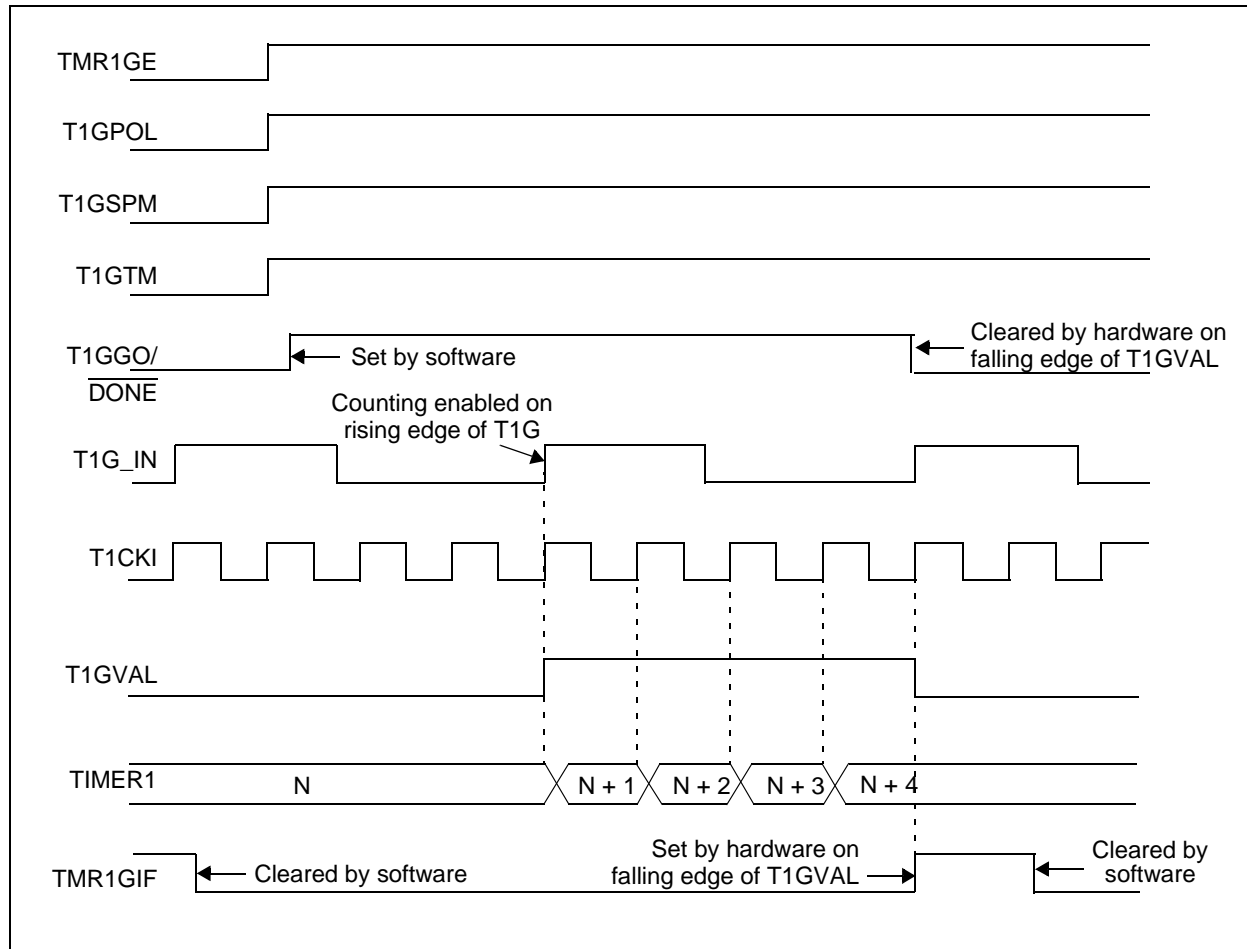 TMR1GE
T1GPOL
T1GSPM
T1GTM
T1GGO/
DONE
Set by software
Cleared by hardware on
falling edge of T1GVAL
Counting enabled on
rising edge of T1G
T1G_IN
T1CKI
T1GVAL
TIMER1
N
N + 1
N + 2
N + 3
N + 4
TMR1GIF
Cleared by software
Set by hardware on
falling edge of T1GVAL
Cleared by
software